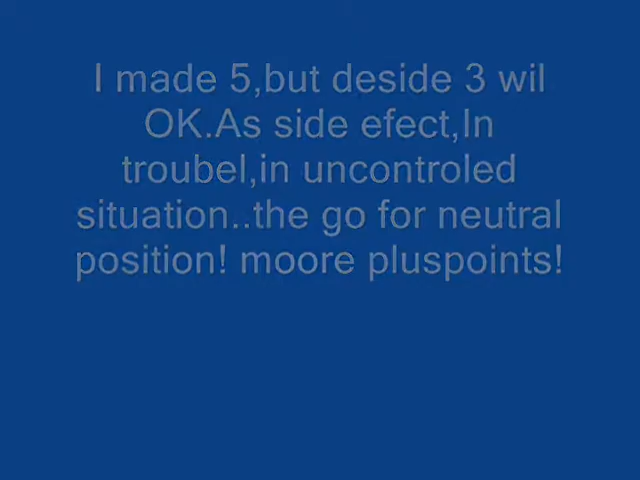 I made 5,but deside 3 wil
OK.As side efect,In
troubel,in uncontroled
situation..the go for neutral
position! moore pluspoints!